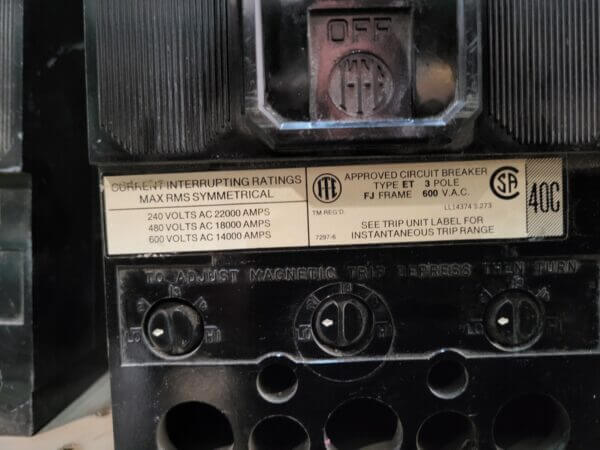 OFF
ITE
CURRENT INTERRUPTING RATINGS
MAX RMS SYMMETRICAL
240 VOLTS AC 22000 AMPS
480 VOLTS AC 18000 AMPS
600 VOLTS AC 14000 AMPS
ITE
TM REG'D.
7297-6
APPROVED CIRCUIT BREAKER
TYPE ET 3 POLE
FJ FRAME 600 V.A.C.
LL14374 S.273
SEE TRIP UNIT LABEL FOR
INSTANTANEOUS TRIP RANGE
CSA
40C
TO ADJUST MAGNETIC TRIP DEPRESS THEN TURN
LO HI
LO HI
LO HI